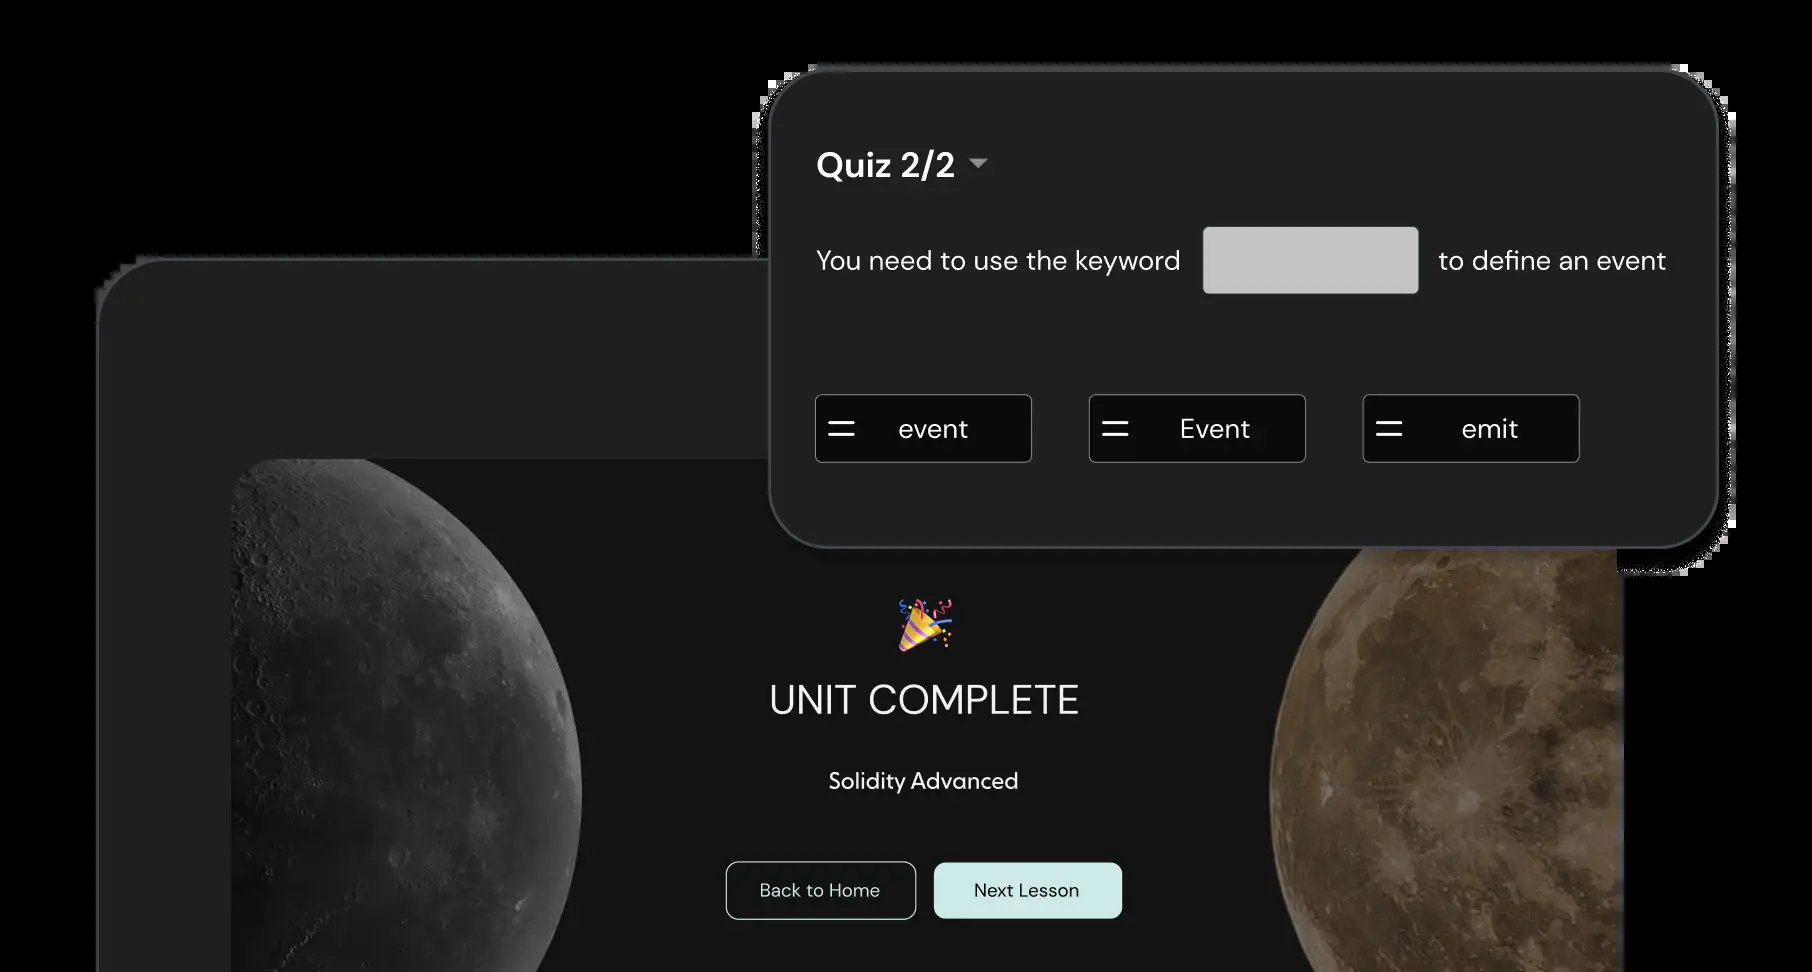 Quiz 2/2
You need to use the keyword to define an event
event Event emit
UNIT COMPLETE
Solidity Advanced
Back to Home Next Lesson